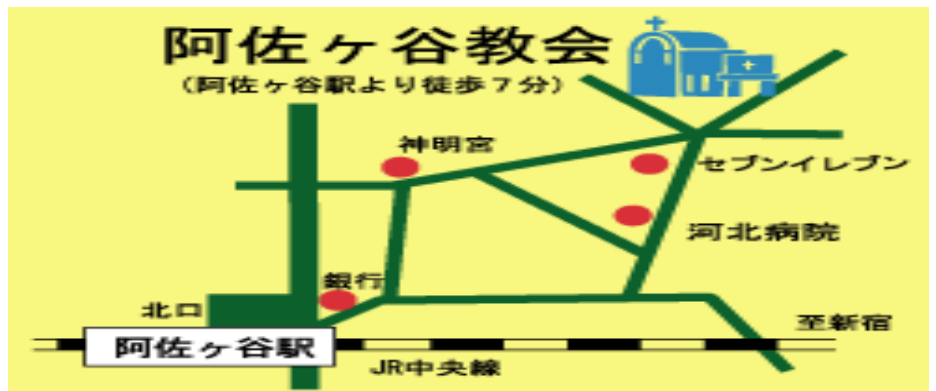 阿佐ヶ谷教会
(阿佐ヶ谷駅より徒歩7分)
神明宮
セブンイレブン
河北病院
銀行
北口
至新宿
阿佐ヶ谷駅
JR中央線